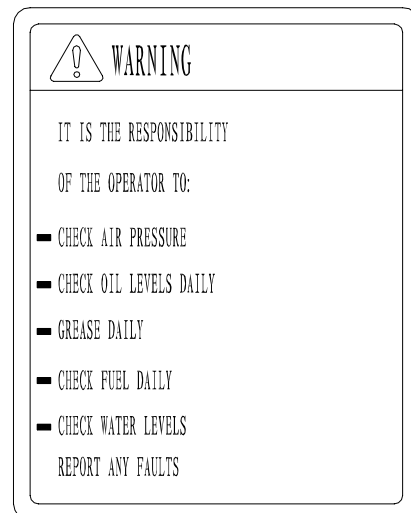 WARNING
IT IS THE RESPONSIBILITY
OF THE OPERATOR TO:
CHECK AIR PRESSURE
CHECK OIL LEVELS DAILY
GREASE DAILY
CHECK FUEL DAILY
CHECK WATER LEVELS
REPORT ANY FAULTS